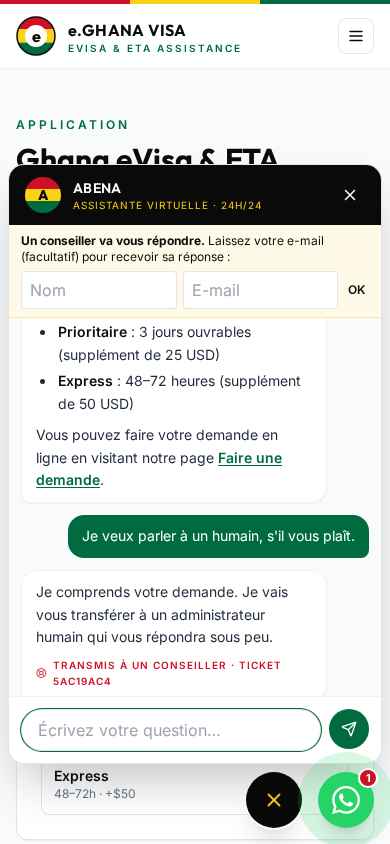 e
e.GHANA VISA
EVISA & ETA ASSISTANCE
APPLICATION
Ghana eVisa & ETA
A
ABENA
ASSISTANTE VIRTUELLE · 24H/24
Un conseiller va vous répondre. Laissez votre e-mail
(facultatif) pour recevoir sa réponse :
Nom
E-mail
OK
• Prioritaire : 3 jours ouvrables
(supplément de 25 USD)
• Express : 48–72 heures (supplément
de 50 USD)
Vous pouvez faire votre demande en
ligne en visitant notre page Faire une
demande.
Je veux parler à un humain, s'il vous plaît.
Je comprends votre demande. Je vais
vous transférer à un administrateur
humain qui vous répondra sous peu.
TRANSMIS À UN CONSEILLER · TICKET
5AC19AC4
Écrivez votre question…
Express
48–72h · +$50
1